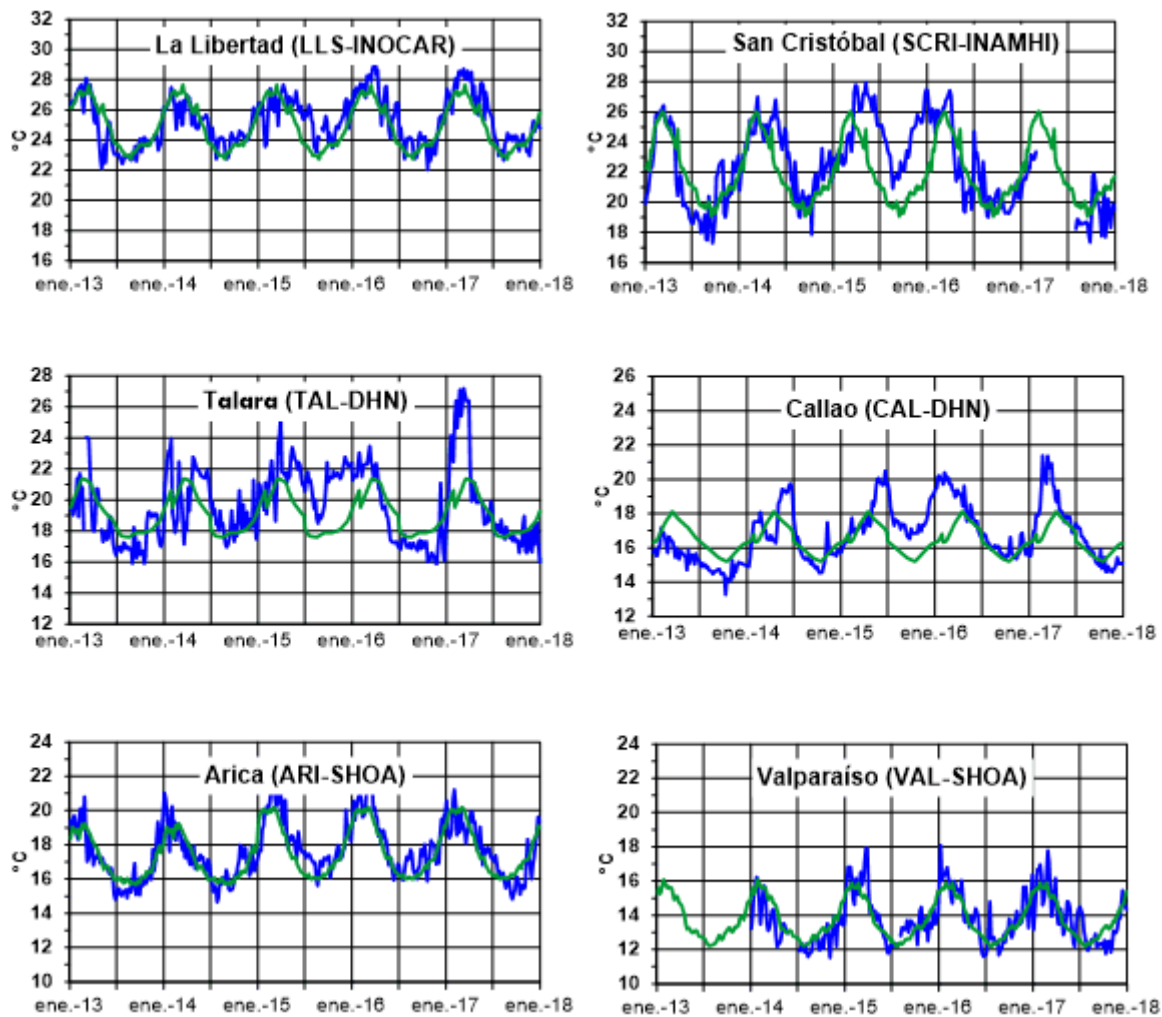 La Libertad (LLS-INOCAR)
32
30
28
26
24
22
20
18
16
°C
ene.-13 ene.-14 ene.-15 ene.-16 ene.-17 ene.-18
San Cristóbal (SCRI-INAMHI)
32
30
28
26
24
22
20
18
16
°C
ene.-13 ene.-14 ene.-15 ene.-16 ene.-17 ene.-18
Talara (TAL-DHN)
28
26
24
22
20
18
16
14
12
°C
ene.-13 ene.-14 ene.-15 ene.-16 ene.-17 ene.-18
Callao (CAL-DHN)
26
24
22
20
18
16
14
12
°C
ene.-13 ene.-14 ene.-15 ene.-16 ene.-17 ene.-18
Arica (ARI-SHOA)
24
22
20
18
16
14
12
10
°C
ene.-13 ene.-14 ene.-15 ene.-16 ene.-17 ene.-18
Valparaíso (VAL-SHOA)
24
22
20
18
16
14
12
10
°C
ene.-13 ene.-14 ene.-15 ene.-16 ene.-17 ene.-18